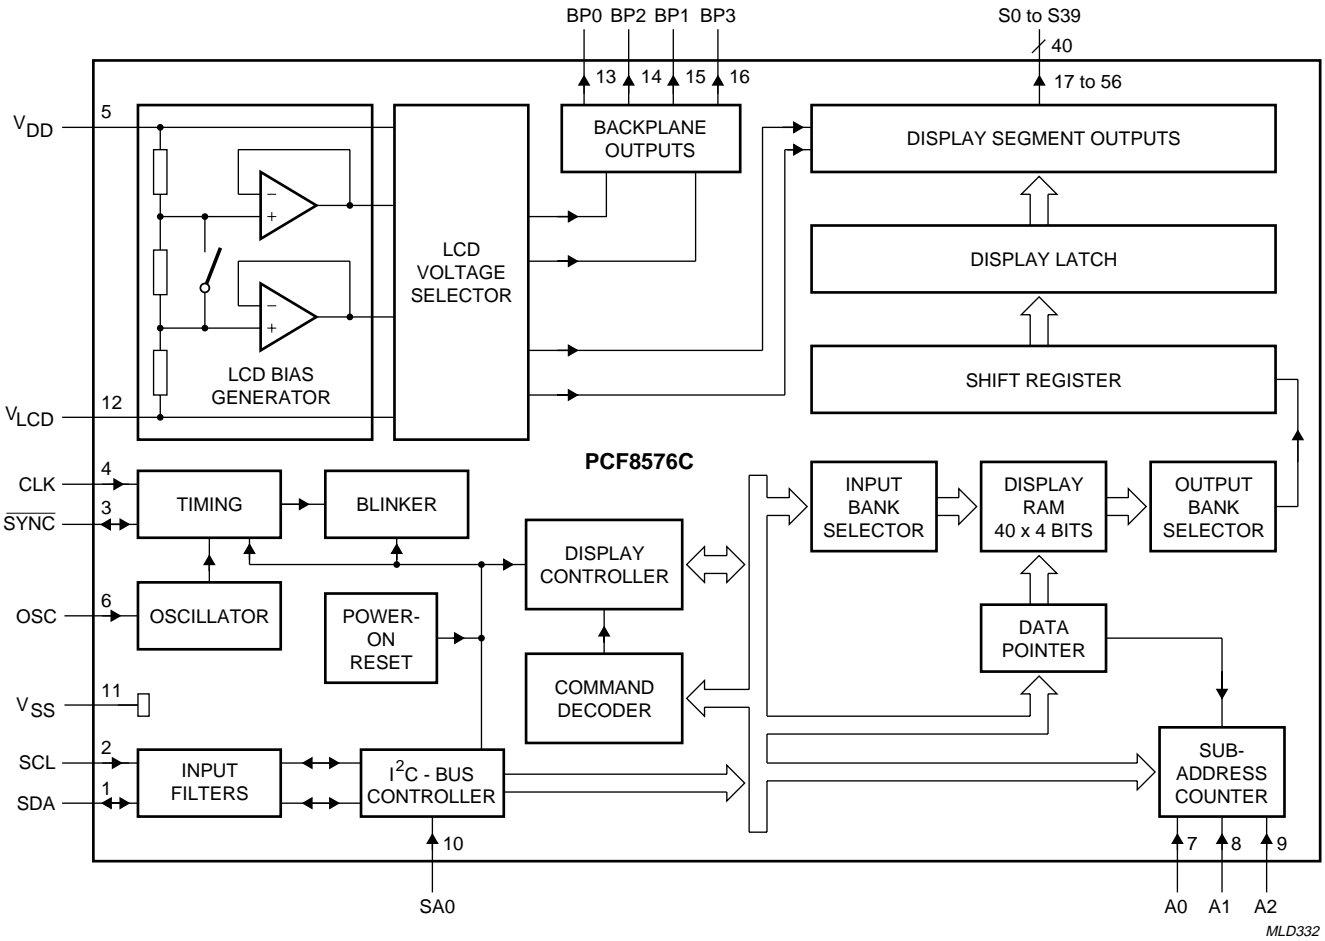 BP0 BP2 BP1 BP3
S0 to S39
40
13 14 15 16
17 to 56
VDD
5
BACKPLANE
OUTPUTS
DISPLAY SEGMENT OUTPUTS
−
+
LCD
VOLTAGE
SELECTOR
DISPLAY LATCH
−
+
LCD BIAS
GENERATOR
SHIFT REGISTER
VLCD
12
PCF8576C
CLK
4
SYNC
3
TIMING
BLINKER
INPUT
BANK
SELECTOR
DISPLAY
RAM
40 x 4 BITS
OUTPUT
BANK
SELECTOR
DISPLAY
CONTROLLER
OSC
6
OSCILLATOR
POWER-
ON
RESET
DATA
POINTER
COMMAND
DECODER
VSS
11
SCL
2
SDA
1
INPUT
FILTERS
I2C - BUS
CONTROLLER
SUB-
ADDRESS
COUNTER
10
7 8 9
SA0
A0 A1 A2
MLD332